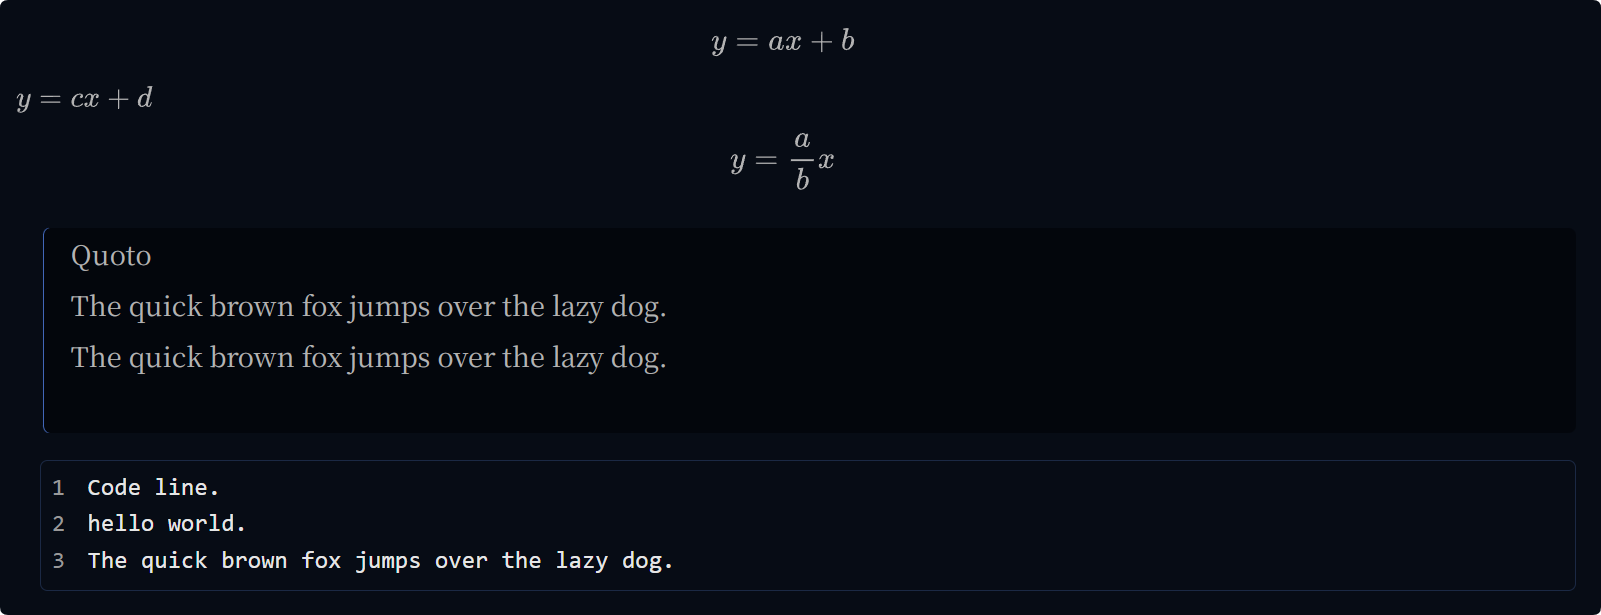 y = ax + b
y = cx + d
y = \frac{a}{b}x
Quoto
The quick brown fox jumps over the lazy dog.
The quick brown fox jumps over the lazy dog.
1 Code line.
2 hello world.
3 The quick brown fox jumps over the lazy dog.